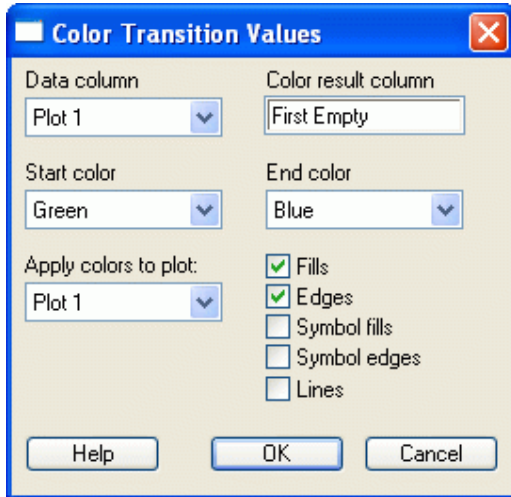 Color Transition Values
Data column
Color result column
Plot 1
First Empty
Start color
End color
Green
Blue
Apply colors to plot:
Plot 1
Fills
Edges
Symbol fills
Symbol edges
Lines
Help
OK
Cancel